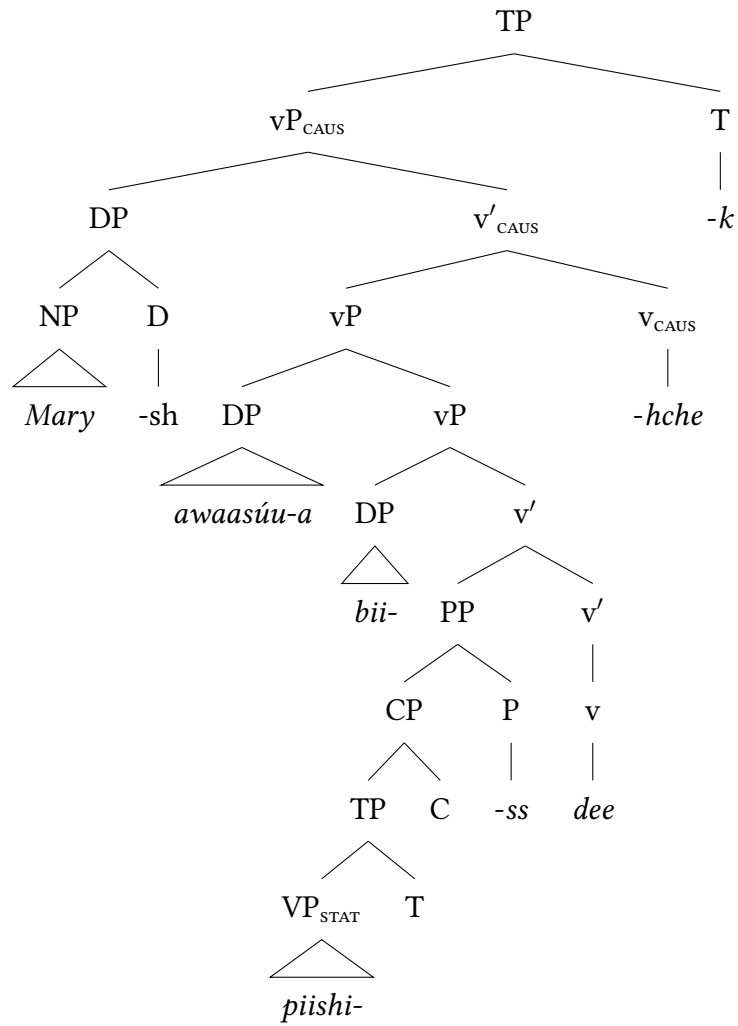 TP
vP_CAUS T
DP v′_CAUS -k
NP D vP v_CAUS
Mary -sh DP vP -hche
awaasúu-a DP v′
bii- PP v′
CP P v
TP C -ss dee
VP_STAT T
piishi-